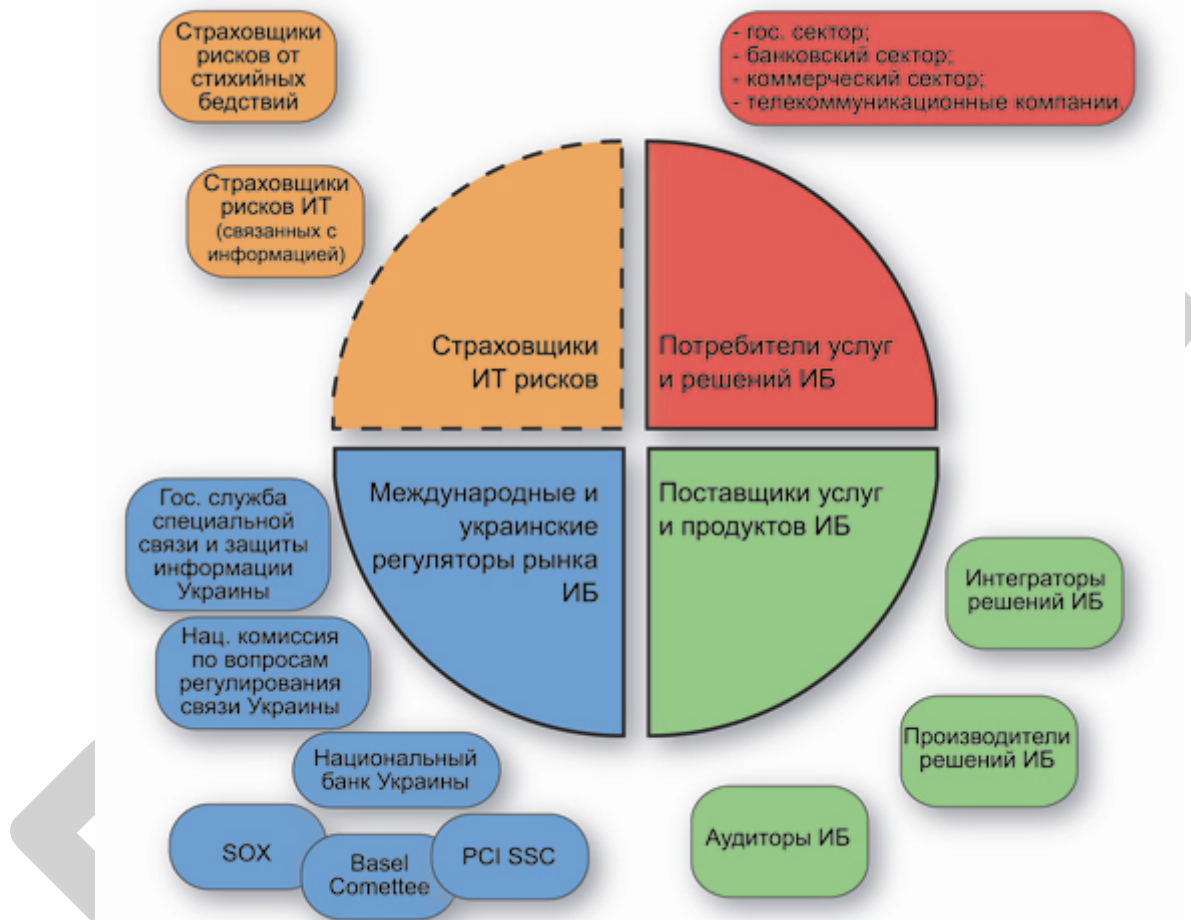 Страховщики
рисков от
стихийных
бедствий
- гос. сектор;
- банковский сектор;
- коммерческий сектор;
- телекоммуникационные компании.
Страховщики
рисков ИТ
(связанных с
информацией)
Страховщики
ИТ рисков
Потребители услуг
и решений ИБ
Международные и
украинские
регуляторы рынка
ИБ
Поставщики услуг
и продуктов ИБ
Гос. служба
специальной
связи и защиты
информации
Украины
Нац. комиссия
по вопросам
регулирования
связи Украины
Национальный
банк Украины
SOX
Basel
Comettee
PCI SSC
Интеграторы
решений ИБ
Производители
решений ИБ
Аудиторы ИБ